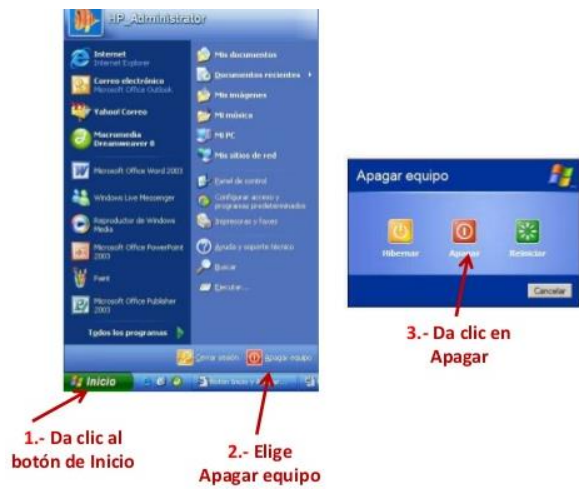 HP_Administrator
Internet
Internet Explorer
Correo electrónico
Microsoft Office Outlook
Yahoo! Correo
Macromedia
Dreamweaver 8
Microsoft Office Word 2003
Windows Live Messenger
Reproductor de Windows
Media
Microsoft Office PowerPoint
2003
Paint
Microsoft Office Publisher
2003
Todos los programas
Mis documentos
Documentos recientes
Mis imágenes
Mi música
Mi PC
Mis sitios de red
Panel de control
Configurar acceso y
programas predeterminados
Impresoras y faxes
Ayuda y soporte técnico
Buscar
Ejecutar...
Cerrar sesión
Apagar equipo
Inicio
Apagar equipo
Hibernar
Apagar
Reiniciar
Cancelar
1.- Da clic al
botón de Inicio
2.- Elige
Apagar equipo
3.- Da clic en
Apagar